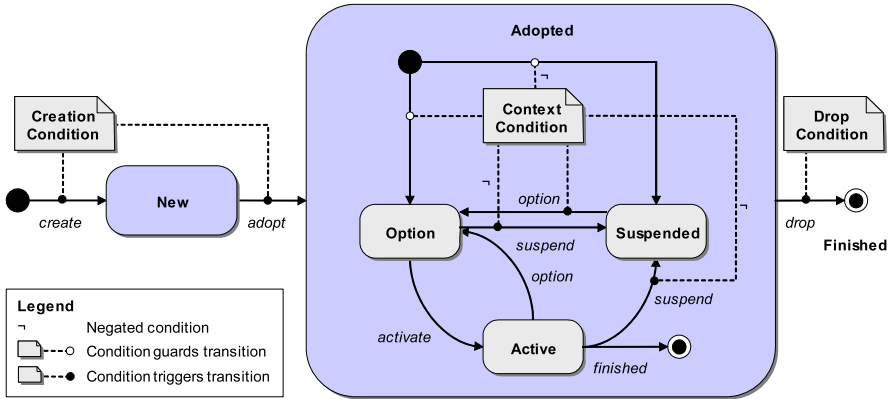 Adopted
Creation
Condition
Context
Condition
Drop
Condition
¬
¬
¬
New
create
adopt
option
Option
Suspended
suspend
option
suspend
activate
Active
finished
drop
Finished
Legend
¬ Negated condition
Condition guards transition
Condition triggers transition